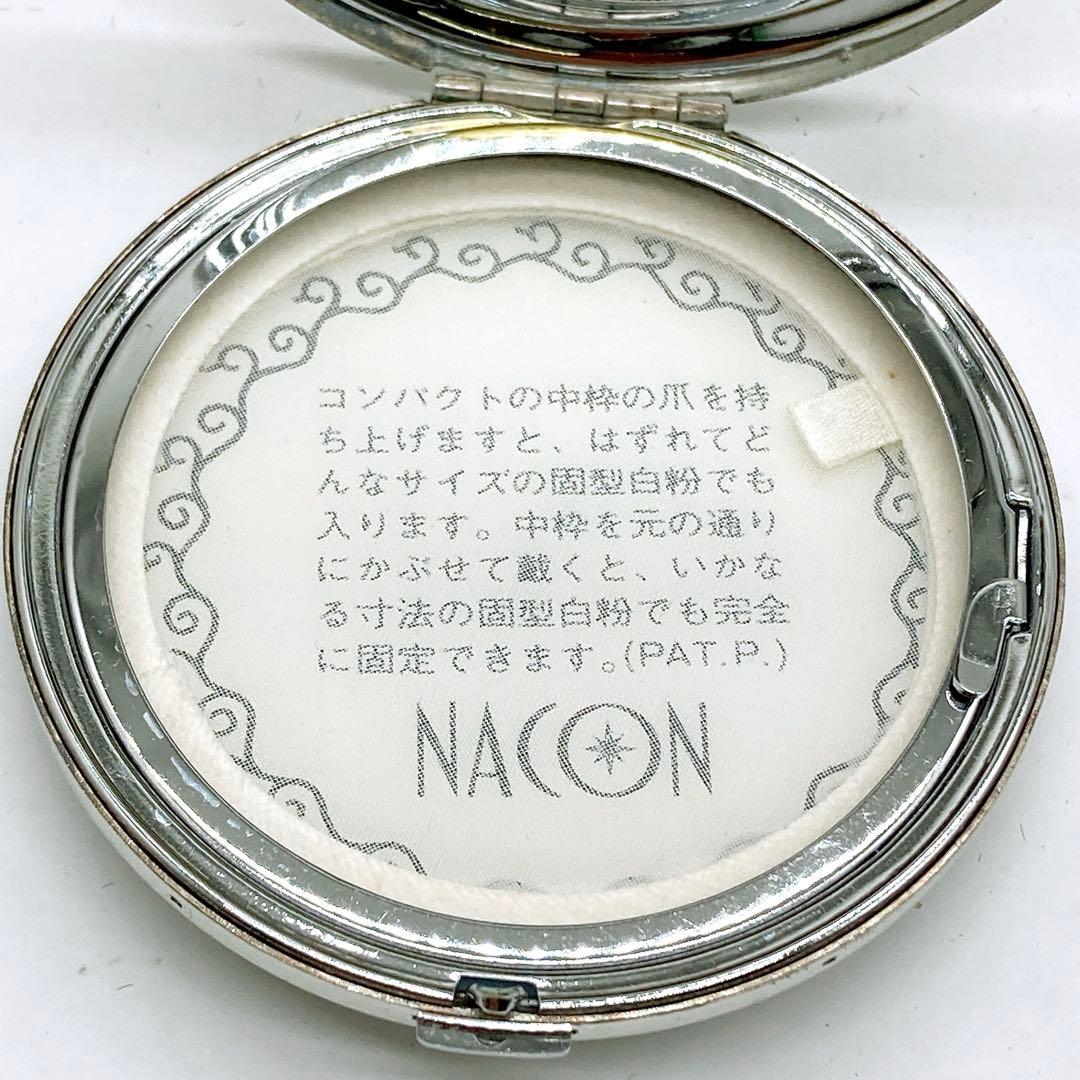 コンパクトの中枠の爪を持
ち上げますと、はずれてど
んなサイズの固型白粉でも
入ります。中枠を元の通り
にかぶせて戴くと、いかな
る寸法の固型白粉でも完全
に固定できます。(PAT.P.)
NACON